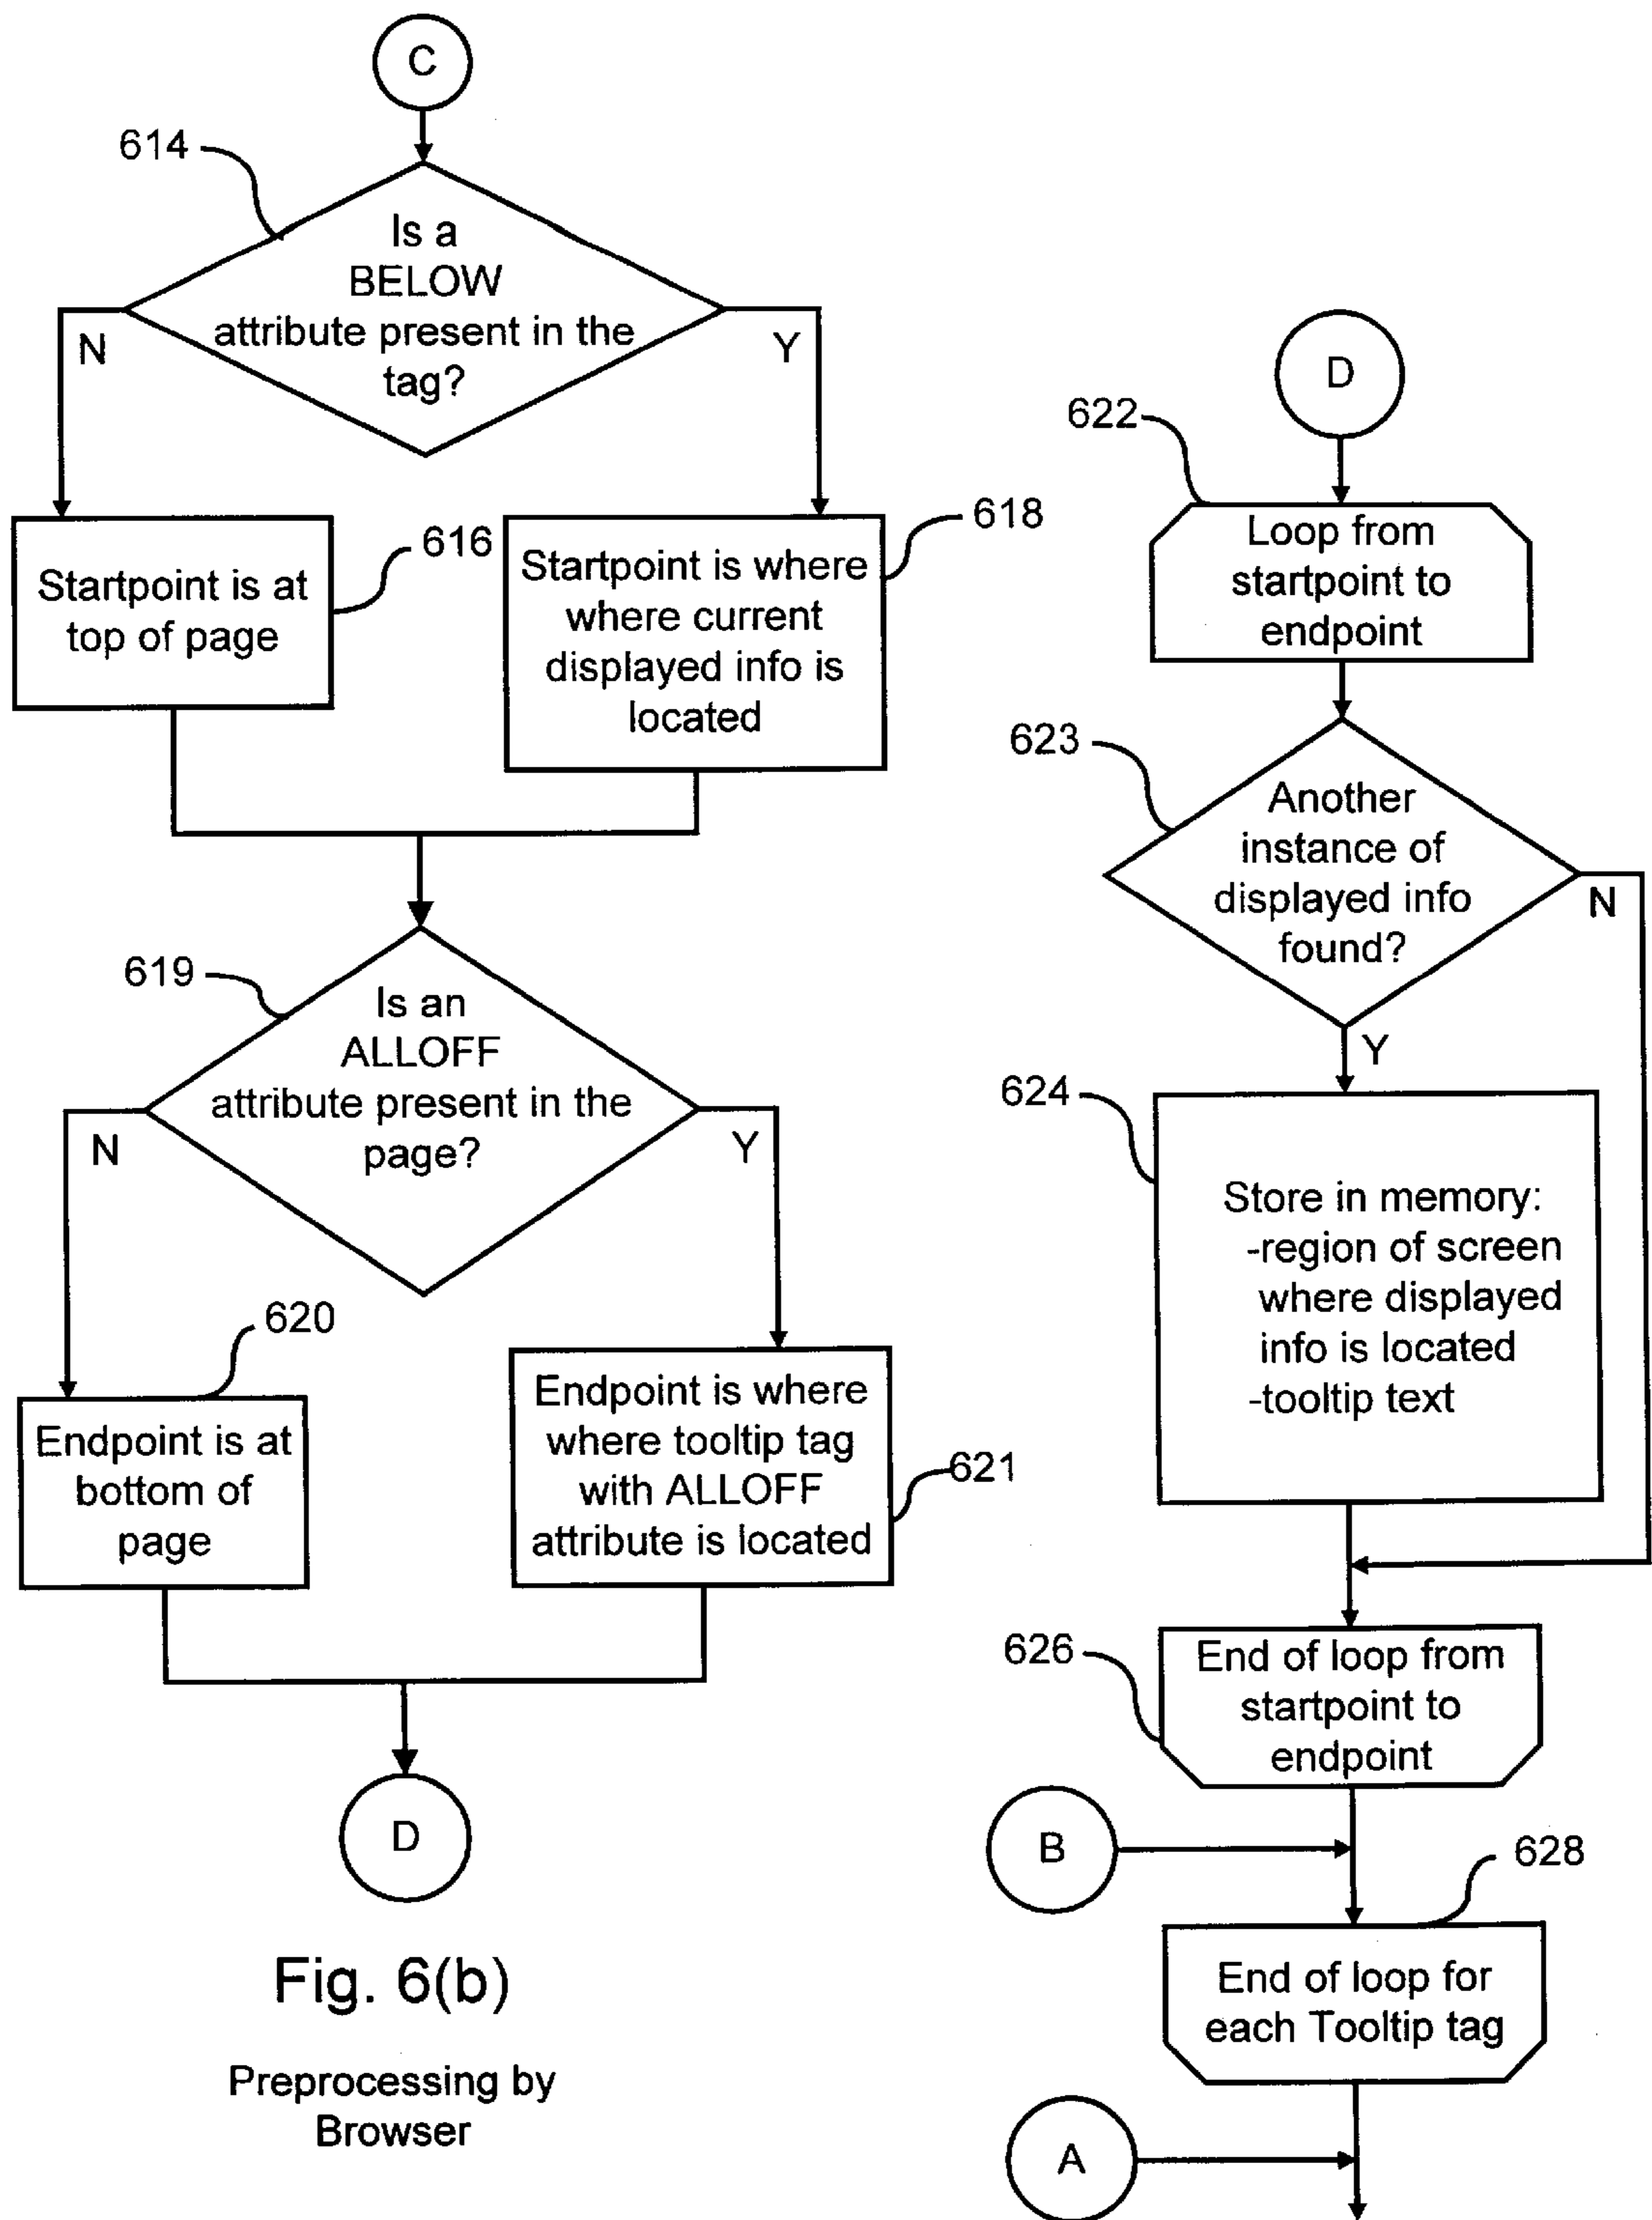 C
614
Is a
BELOW
attribute present in the
tag?
N
Y
616
Startpoint is at
top of page
618
Startpoint is where
where current
displayed info is
located
619
Is an
ALLOFF
attribute present in the
page?
N
Y
620
Endpoint is at
bottom of
page
Endpoint is where
where tooltip tag
with ALLOFF
attribute is located
621
D
Fig. 6(b)
Preprocessing by
Browser
D
622
Loop from
startpoint to
endpoint
623
Another
instance of
displayed info
found?
N
Y
624
Store in memory:
-region of screen
where displayed
info is located
-tooltip text
626
End of loop from
startpoint to
endpoint
B
628
End of loop for
each Tooltip tag
A